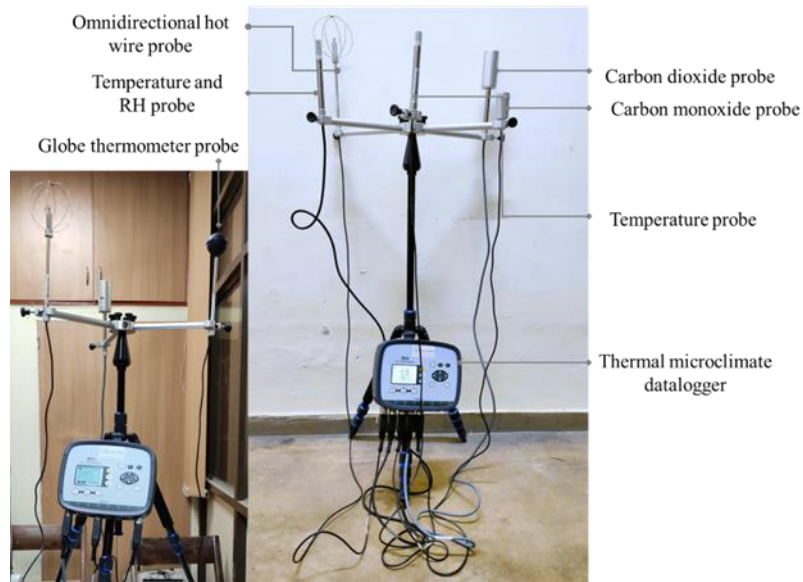 Omnidirectional hot
wire probe
Temperature and
RH probe
Globe thermometer probe
Carbon dioxide probe
Carbon monoxide probe
Temperature probe
Thermal microclimate
datalogger